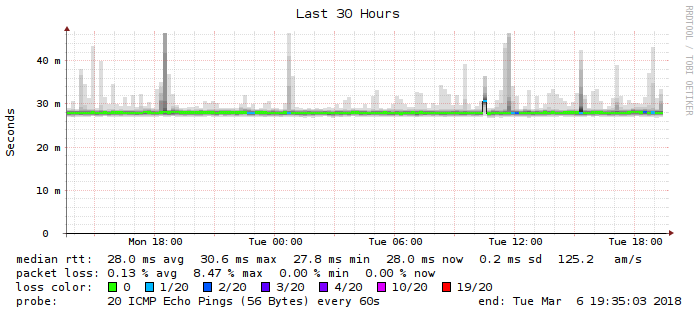 Last 30 Hours
RRDTOOL / TOBI OETIKER
Seconds
40 m
30 m
20 m
10 m
0
Mon 18:00 Tue 00:00 Tue 06:00 Tue 12:00 Tue 18:00
median rtt: 28.0 ms avg 30.6 ms max 27.8 ms min 28.0 ms now 0.2 ms sd 125.2 am/s
packet loss: 0.13 % avg 8.47 % max 0.00 % min 0.00 % now
loss color: 0 1/20 2/20 3/20 4/20 10/20 19/20
probe: 20 ICMP Echo Pings (56 Bytes) every 60s end: Tue Mar 6 19:35:03 2018